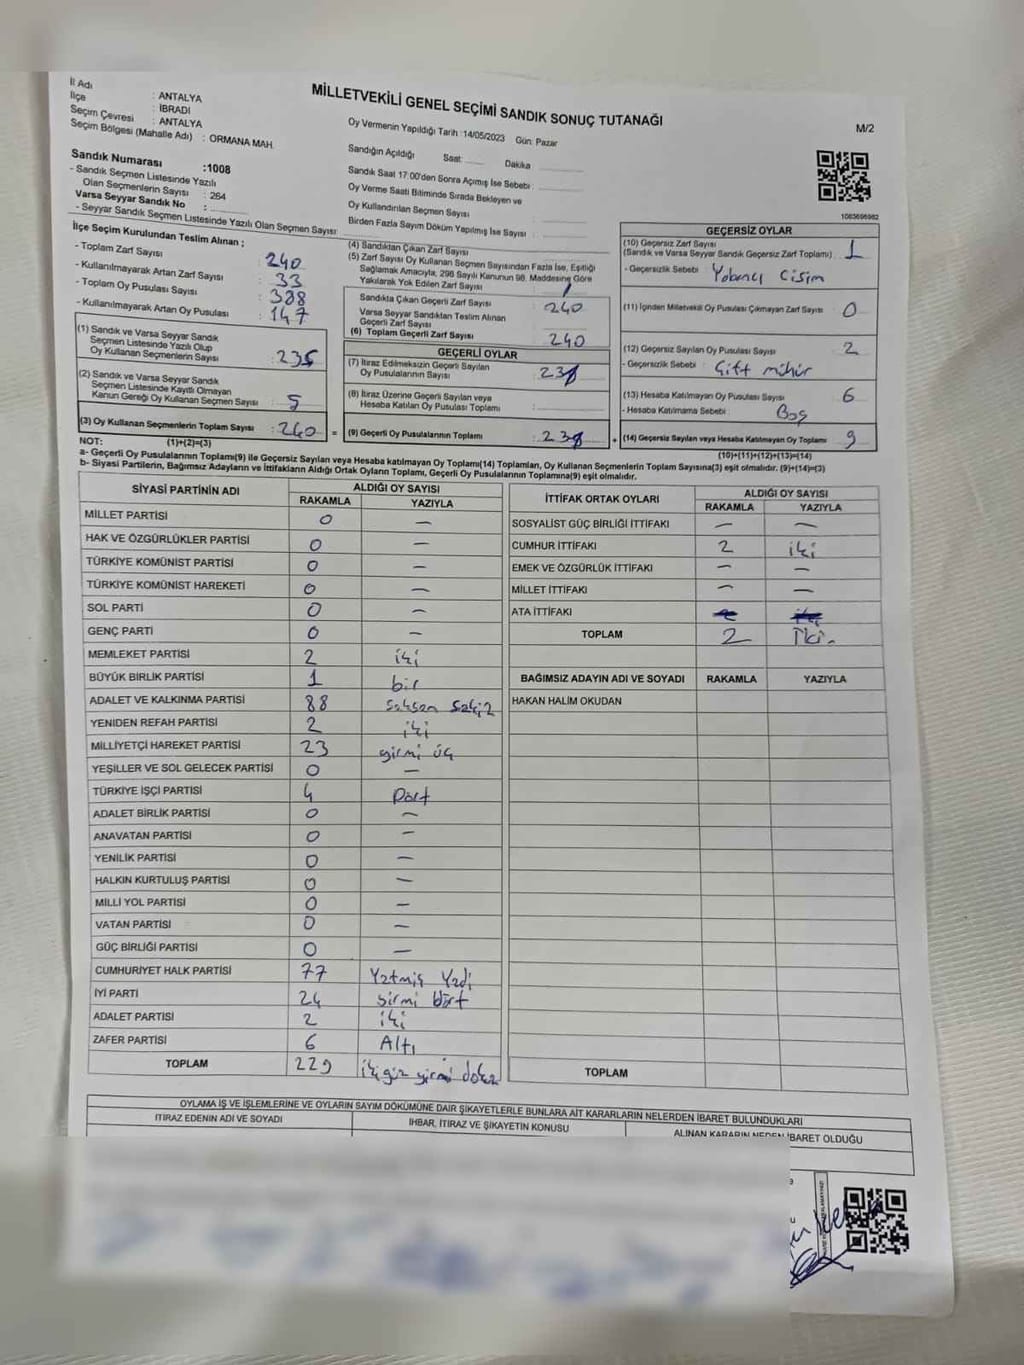 İl Adı : ANTALYA
İlçe : İBRADI
Seçim Çevresi : ANTALYA
Seçim Bölgesi (Mahalle Adı) : ORMANA MAH.
MİLLETVEKİLİ GENEL SEÇİMİ SANDIK SONUÇ TUTANAĞI
M/2
Oy Vermenin Yapıldığı Tarih :14/05/2023 Gün: Pazar
Sandığın Açıldığı Saat: Dakika
Sandık Saat 17:00'den Sonra Açımış İse Sebebi :
Oy Verme Saati Bitiminde Sırada Bekleyen ve
Oy Kullandırılan Seçmen Sayısı
Birden Fazla Sayım Döküm Yapılmış İse Sayısı :
Sandık Numarası :1008
- Sandık Seçmen Listesinde Yazılı
Olan Seçmenlerin Sayısı : 264
Varsa Seyyar Sandık No :
- Seyyar Sandık Seçmen Listesinde Yazılı Olan Seçmen Sayısı
İlçe Seçim Kurulundan Teslim Alınan ;
- Toplam Zarf Sayısı : 240
- Kullanılmayarak Artan Zarf Sayısı : 33
- Toplam Oy Pusulası Sayısı : 388
- Kullanılmayarak Artan Oy Pusulası : 147
(1) Sandık ve Varsa Seyyar Sandık
Seçmen Listesinde Yazılı Olup
Oy Kullanan Seçmenlerin Sayısı : 235
(2) Sandık ve Varsa Seyyar Sandık
Seçmen Listesinde Kayıtlı Olmayan
Kanun Gereği Oy Kullanan Seçmen Sayısı : 5
(3) Oy Kullanan Seçmenlerin Toplam Sayısı : 240
(4) Sandıktan Çıkan Zarf Sayısı
(5) Zarf Sayısı Oy Kullanan Seçmen Sayısından Fazla İse, Eşitliği
Sağlamak Amacıyla, 298 Sayılı Kanunun 98. Maddesine Göre
Yakılarak Yok Edilen Zarf Sayısı
Sandıkta Çıkan Geçerli Zarf Sayısı : 240
Varsa Seyyar Sandıktan Teslim Alınan
Geçerli Zarf Sayısı
(6) Toplam Geçerli Zarf Sayısı 240
GEÇERLİ OYLAR
(7) İtiraz Edilmeksizin Geçerli Sayılan
Oy Pusulalarının Sayısı
(8) İtiraz Üzerine Geçerli Sayılan veya
Hesaba Katılan Oy Pusulası Toplamı
= (9) Geçerli Oy Pusulalarının Toplamı
GEÇERSİZ OYLAR
(10) Geçersiz Zarf Sayısı
(Sandık ve Varsa Seyyar Sandık Geçersiz Zarf Toplamı) : 1
- Geçersizlik Sebebi : Yabancı Cisim
(11) İçinden Milletvekili Oy Pusulası Çıkmayan Zarf Sayısı 0
(12) Geçersiz Sayılan Oy Pusulası Sayısı 2
- Geçersizlik Sebebi : Çift mühür
(13) Hesaba Katılmayan Oy Pusulası Sayısı 6
- Hesaba Katılmama Sebebi : Boş
+ (14) Geçersiz Sayılan veya Hesaba Katılmayan Oy Toplamı 9
NOT: (1)+(2)=(3)
(10)+(11)+(12)+(13)=(14)
a- Geçerli Oy Pusulalarının Toplamı(9) ile Geçersiz Sayılan veya Hesaba katılmayan Oy Toplamı(14) Toplamları, Oy Kullanan Seçmenlerin Toplam Sayısına(3) eşit olmalıdır. (9)+(14)=(3)
b- Siyasi Partilerin, Bağımsız Adayların ve İttifakların Aldığı Ortak Oyların Toplamı, Geçerli Oy Pusulalarının Toplamına(9) eşit olmalıdır.
SİYASİ PARTİNİN ADI ALDIĞI OY SAYISI
RAKAMLA YAZIYLA
MİLLET PARTİSİ 0 —
HAK VE ÖZGÜRLÜKLER PARTİSİ 0 —
TÜRKİYE KOMÜNİST PARTİSİ 0 —
TÜRKİYE KOMÜNİST HAREKETİ 0 —
SOL PARTİ 0 —
GENÇ PARTİ 0 —
MEMLEKET PARTİSİ 2 iki
BÜYÜK BİRLİK PARTİSİ 1 bir
ADALET VE KALKINMA PARTİSİ 88 Seksen Sekiz
YENİDEN REFAH PARTİSİ 2 iki
MİLLİYETÇİ HAREKET PARTİSİ 23 yirmi üç
YEŞİLLER VE SOL GELECEK PARTİSİ 0 —
TÜRKİYE İŞÇİ PARTİSİ 4 Dört
ADALET BİRLİK PARTİSİ 0 —
ANAVATAN PARTİSİ 0 —
YENİLİK PARTİSİ 0 —
HALKIN KURTULUŞ PARTİSİ 0 —
MİLLİ YOL PARTİSİ 0 —
VATAN PARTİSİ 0 —
GÜÇ BİRLİĞİ PARTİSİ 0 —
CUMHURİYET HALK PARTİSİ 77 Yetmiş Yedi
İYİ PARTİ 24 yirmi Dört
ADALET PARTİSİ 2 iki
ZAFER PARTİSİ 6 Altı
TOPLAM 229 ikiyüz yirmi dokuz
İTTİFAK ORTAK OYLARI ALDIĞI OY SAYISI
RAKAMLA YAZIYLA
SOSYALİST GÜÇ BİRLİĞİ İTTİFAKI — —
CUMHUR İTTİFAKI 2 iki
EMEK VE ÖZGÜRLÜK İTTİFAKI — —
MİLLET İTTİFAKI — —
ATA İTTİFAKI
TOPLAM 2 İki.
BAĞIMSIZ ADAYIN ADI VE SOYADI RAKAMLA YAZIYLA
HAKAN HALİM OKUDAN
TOPLAM
OYLAMA İŞ VE İŞLEMLERİNE VE OYLARIN SAYIM DÖKÜMÜNE DAİR ŞİKAYETLERLE BUNLARA AİT KARARLARIN NELERDEN İBARET BULUNDUKLARI
İTİRAZ EDENİN ADI VE SOYADI İHBAR, İTİRAZ VE ŞİKAYETİN KONUSU ALINAN KARARIN NEDEN İBARET OLDUĞU